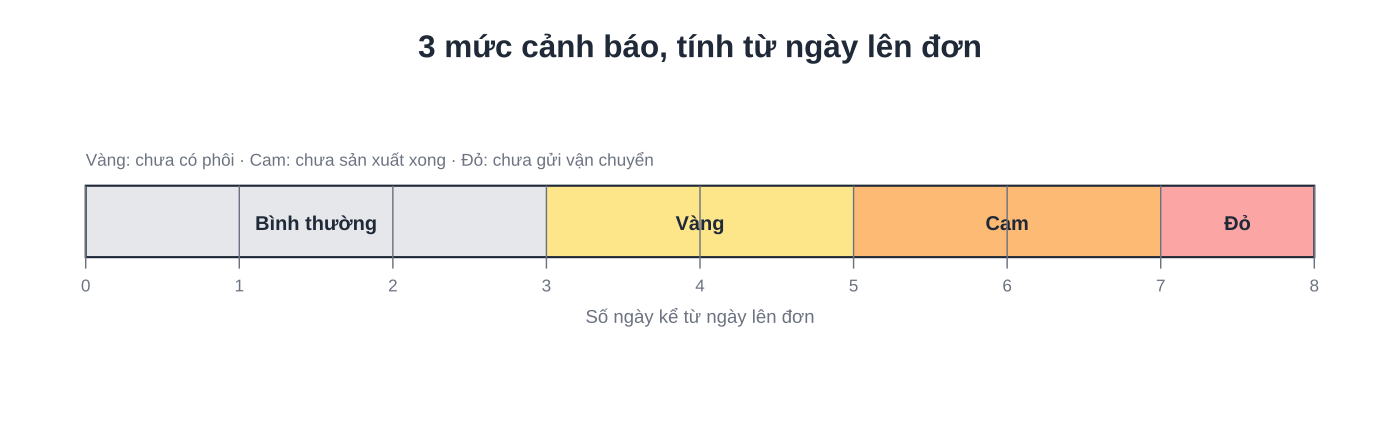 3 mức cảnh báo, tính từ ngày lên đơn
Vàng: chưa có phôi · Cam: chưa sản xuất xong · Đỏ: chưa gửi vận chuyển
Bình thường Vàng Cam Đỏ
0 1 2 3 4 5 6 7 8
Số ngày kể từ ngày lên đơn